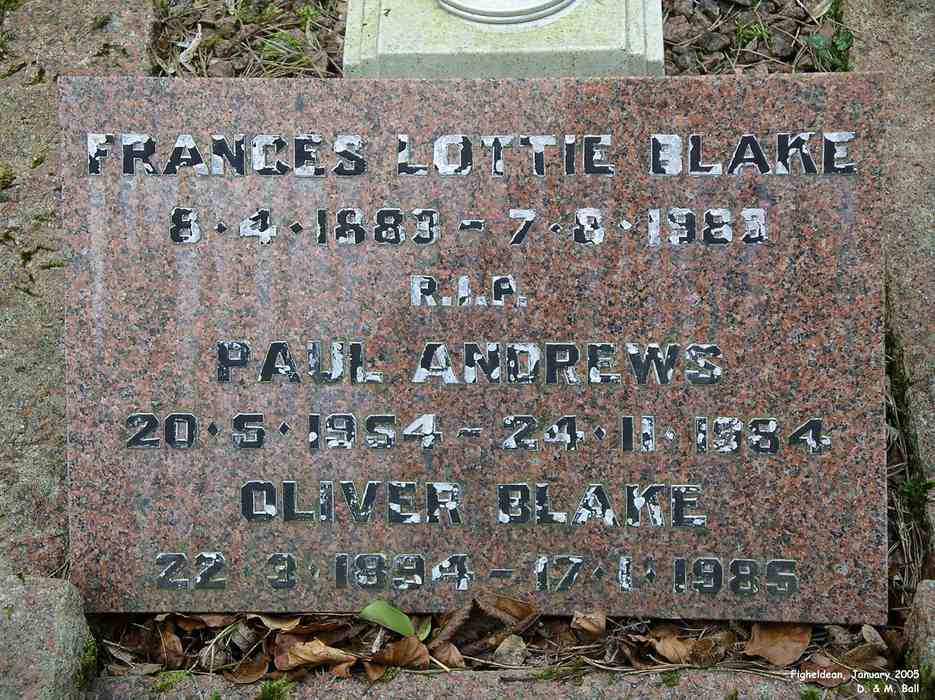 FRANCES LOTTIE BLAKE
8·4·1883-7·8·1983
R.I.P.
PAUL ANDREWS
20·5·1954-24·11·1984
OLIVER BLAKE
22·3·1894-17·1·1985
Figheldean, January 2005
D. & M. Ball